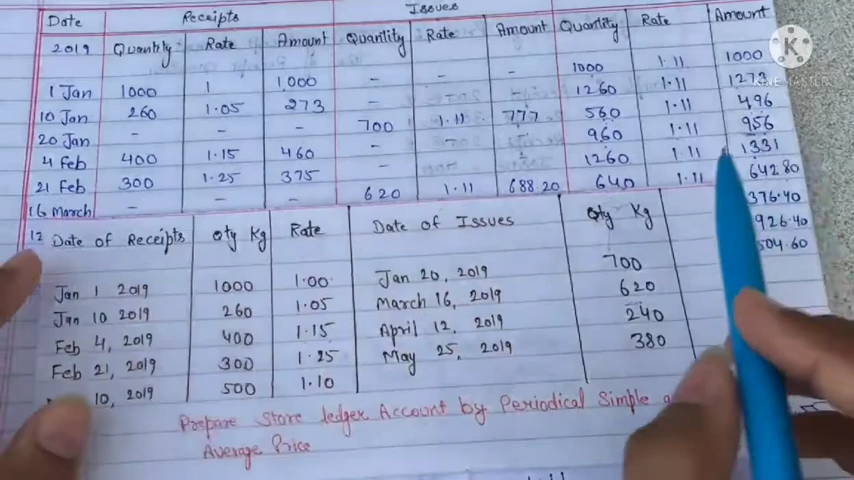 Receipts Issues
Date Quantity Rate Amount Quantity Rate Amount Quantity Rate Amount
2019
1 Jan 1000 1 1000 - - - 1000 1.11 1000
10 Jan 260 1.05 273 - 1260 1.11 1273
20 Jan - - - 700 1.11 777 560 1.11 496
4 Feb 400 1.15 460 - 960 1.11 956
21 Feb 300 1.25 375 - 1260 1.11 1331
16 March - - - 620 1.11 688 20 640 1.11 642 80
376.40
926.40
504.60
12
Date of Receipts Qty Kg Rate Date of Issues Qty Kg
Jan 1 2019 1000 1.00 Jan 20, 2019 700
Jan 10 2019 260 1.05 March 16, 2019 620
Feb 4, 2019 400 1.15 April 12, 2019 240
Feb 21, 2019 300 1.25 May 25, 2019 380
10, 2019 500 1.10
Prepare Store ledger Account by Periodical Simple
Average Price
K
KINEMASTER